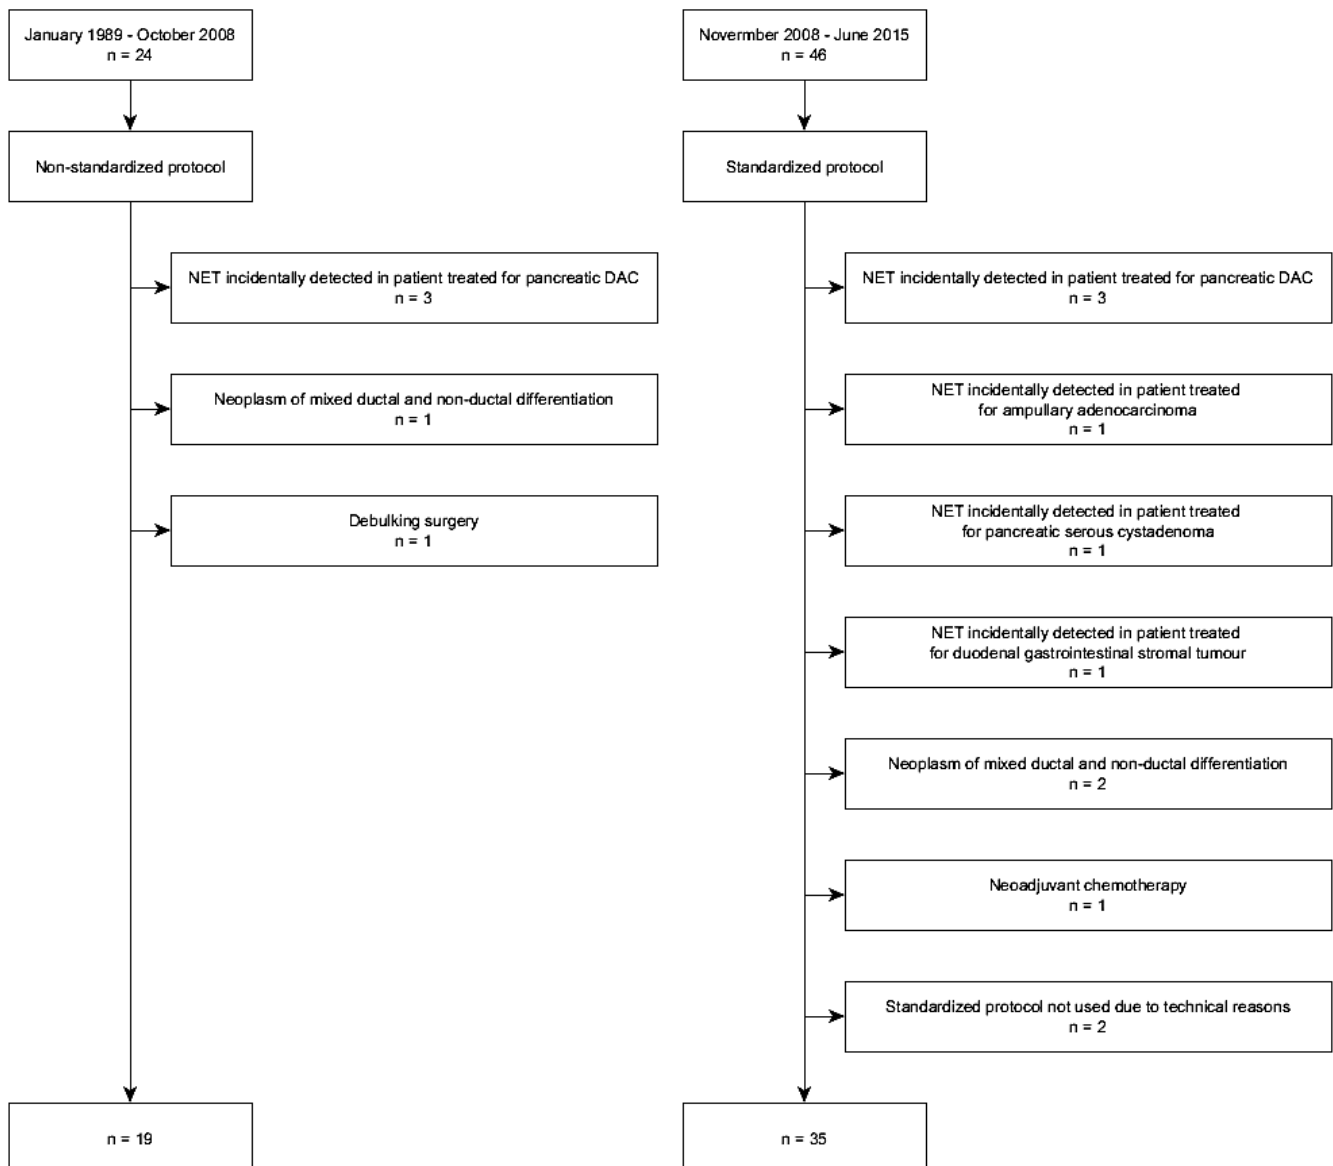 January 1989 - October 2008
n = 24
Non-standardized protocol
NET incidentally detected in patient treated for pancreatic DAC
n = 3
Neoplasm of mixed ductal and non-ductal differentiation
n = 1
Debulking surgery
n = 1
n = 19
Novermber 2008 - June 2015
n = 46
Standardized protocol
NET incidentally detected in patient treated for pancreatic DAC
n = 3
NET incidentally detected in patient treated
for ampullary adenocarcinoma
n = 1
NET incidentally detected in patient treated
for pancreatic serous cystadenoma
n = 1
NET incidentally detected in patient treated
for duodenal gastrointestinal stromal tumour
n = 1
Neoplasm of mixed ductal and non-ductal differentiation
n = 2
Neoadjuvant chemotherapy
n = 1
Standardized protocol not used due to technical reasons
n = 2
n = 35